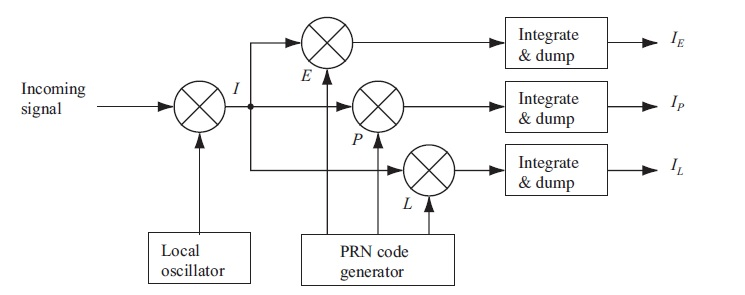 Integrate
& dump
I_E
E
Incoming
signal
I
Integrate
& dump
I_P
P
Integrate
& dump
I_L
L
Local
oscillator
PRN code
generator